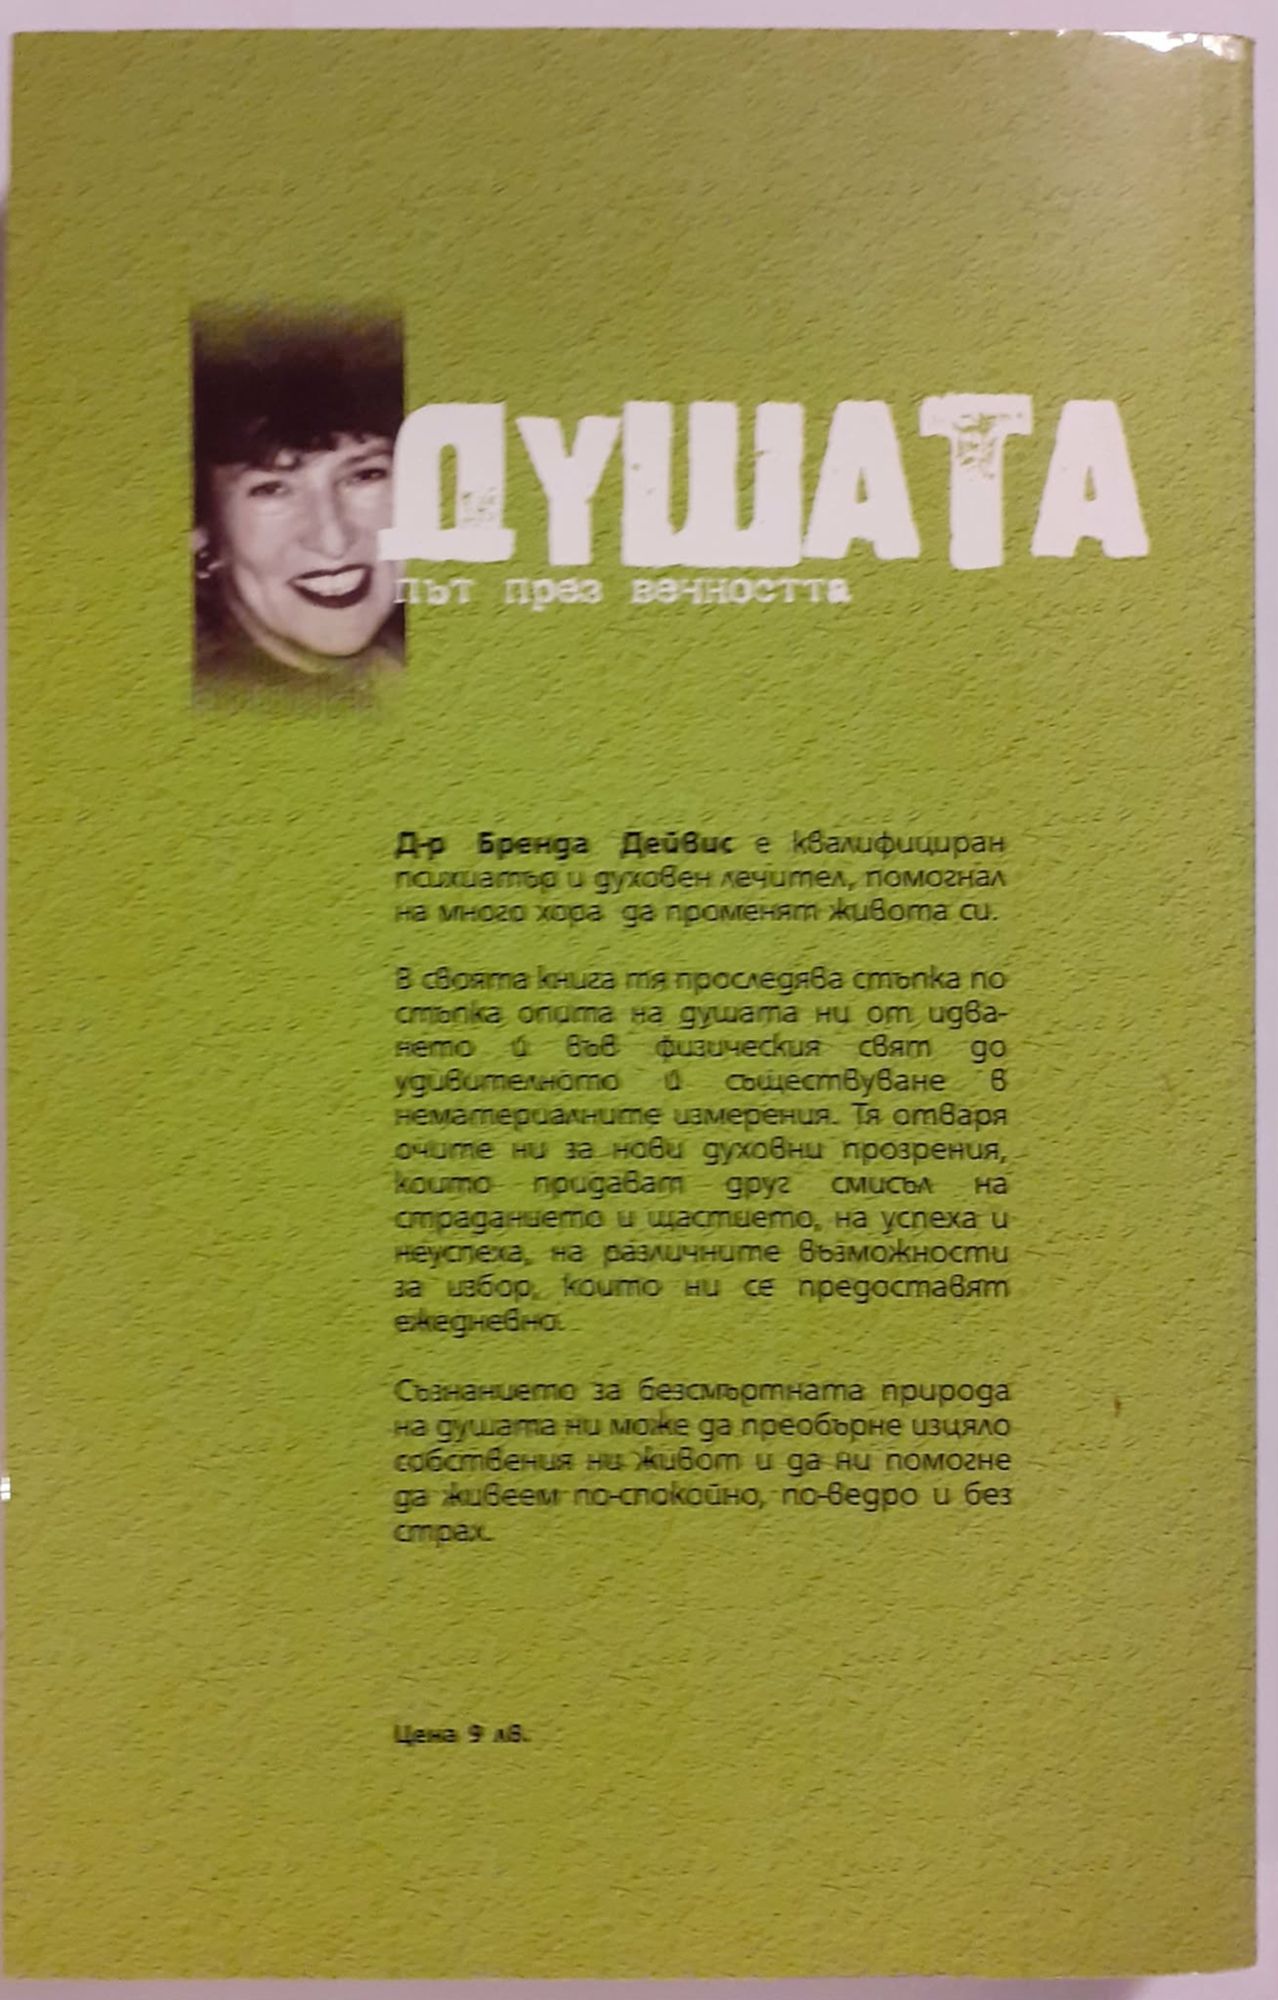 ДУШАТА
път през вечността
Д-р Бренда Дейвис е квалифициран
психиатър и духовен лечител, помогнал
на много хора да променят живота си.
В своята книга тя проследява стъпка по
стъпка опита на душата ни от идва-
нето ѝ във физическия свят до
удивителното ѝ съществуване в
нематериалните измерения. Тя отваря
очите ни за нови духовни прозрения,
които придават друг смисъл на
страданието и щастието, на успеха и
неуспеха, на различните възможности
за избор, които ни се предоставят
ежедневно.
Съзнанието за безсмъртната природа
на душата ни може да преобърне изцяло
собствения ни живот и да ни помогне
да живеем по-спокойно, по-ведро и без
страх.
Цена 9 лв.